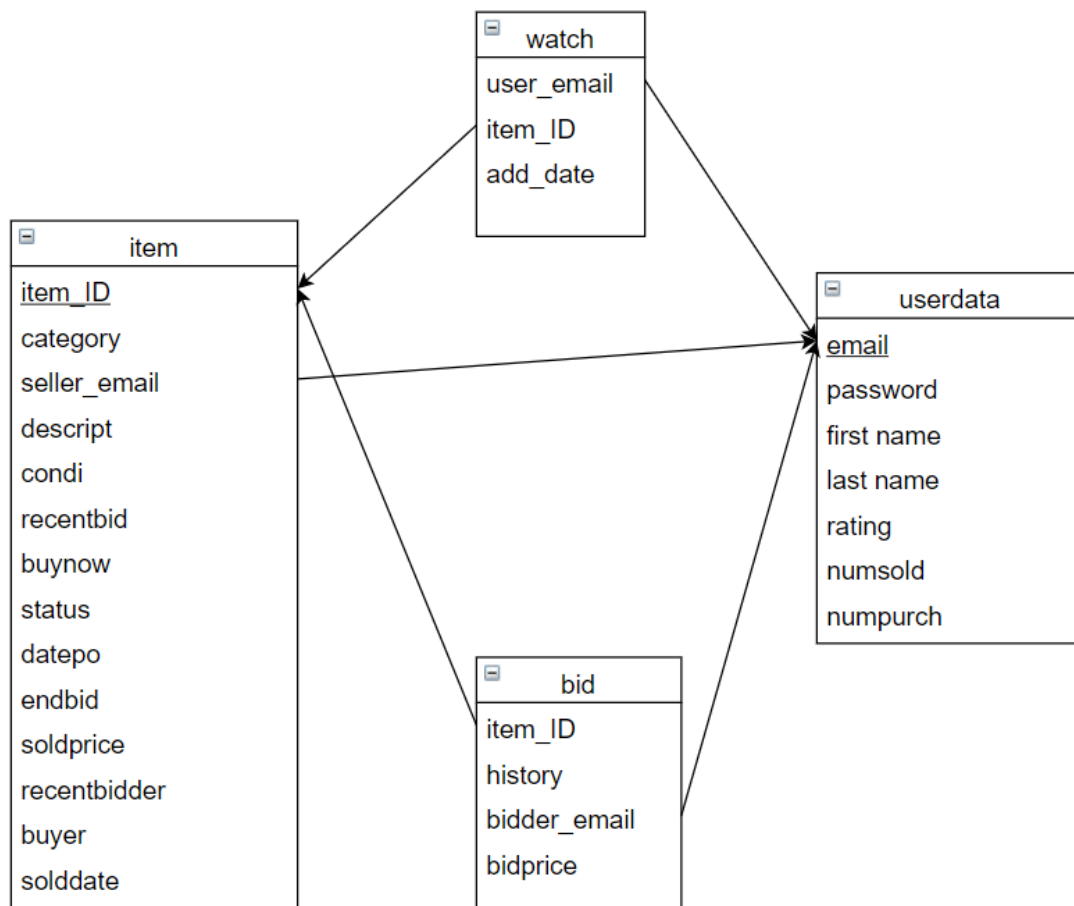 watch
user_email
item_ID
add_date
item
item_ID
category
seller_email
descript
condi
recentbid
buynow
status
datepo
endbid
soldprice
recentbidder
buyer
solddate
userdata
email
password
first name
last name
rating
numsold
numpurch
bid
item_ID
history
bidder_email
bidprice